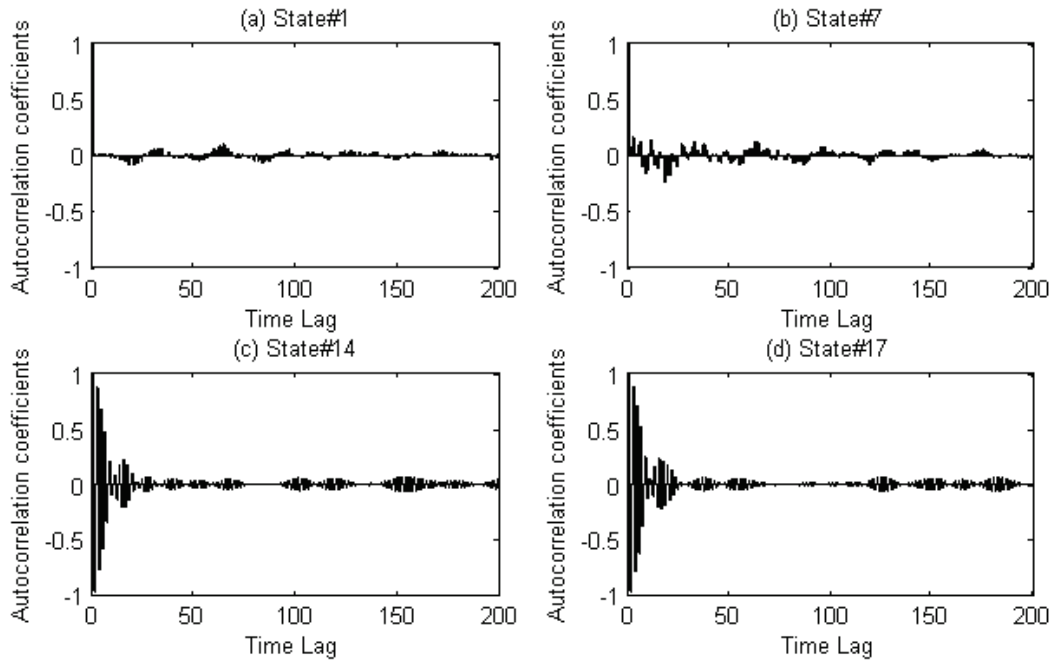 (a) State#1
Autocorrelation coefficients
1
0.5
0
-0.5
-1
0 50 100 150 200
Time Lag
(b) State#7
Autocorrelation coefficients
1
0.5
0
-0.5
-1
0 50 100 150 200
Time Lag
(c) State#14
Autocorrelation coefficients
1
0.5
0
-0.5
-1
0 50 100 150 200
Time Lag
(d) State#17
Autocorrelation coefficients
1
0.5
0
-0.5
-1
0 50 100 150 200
Time Lag